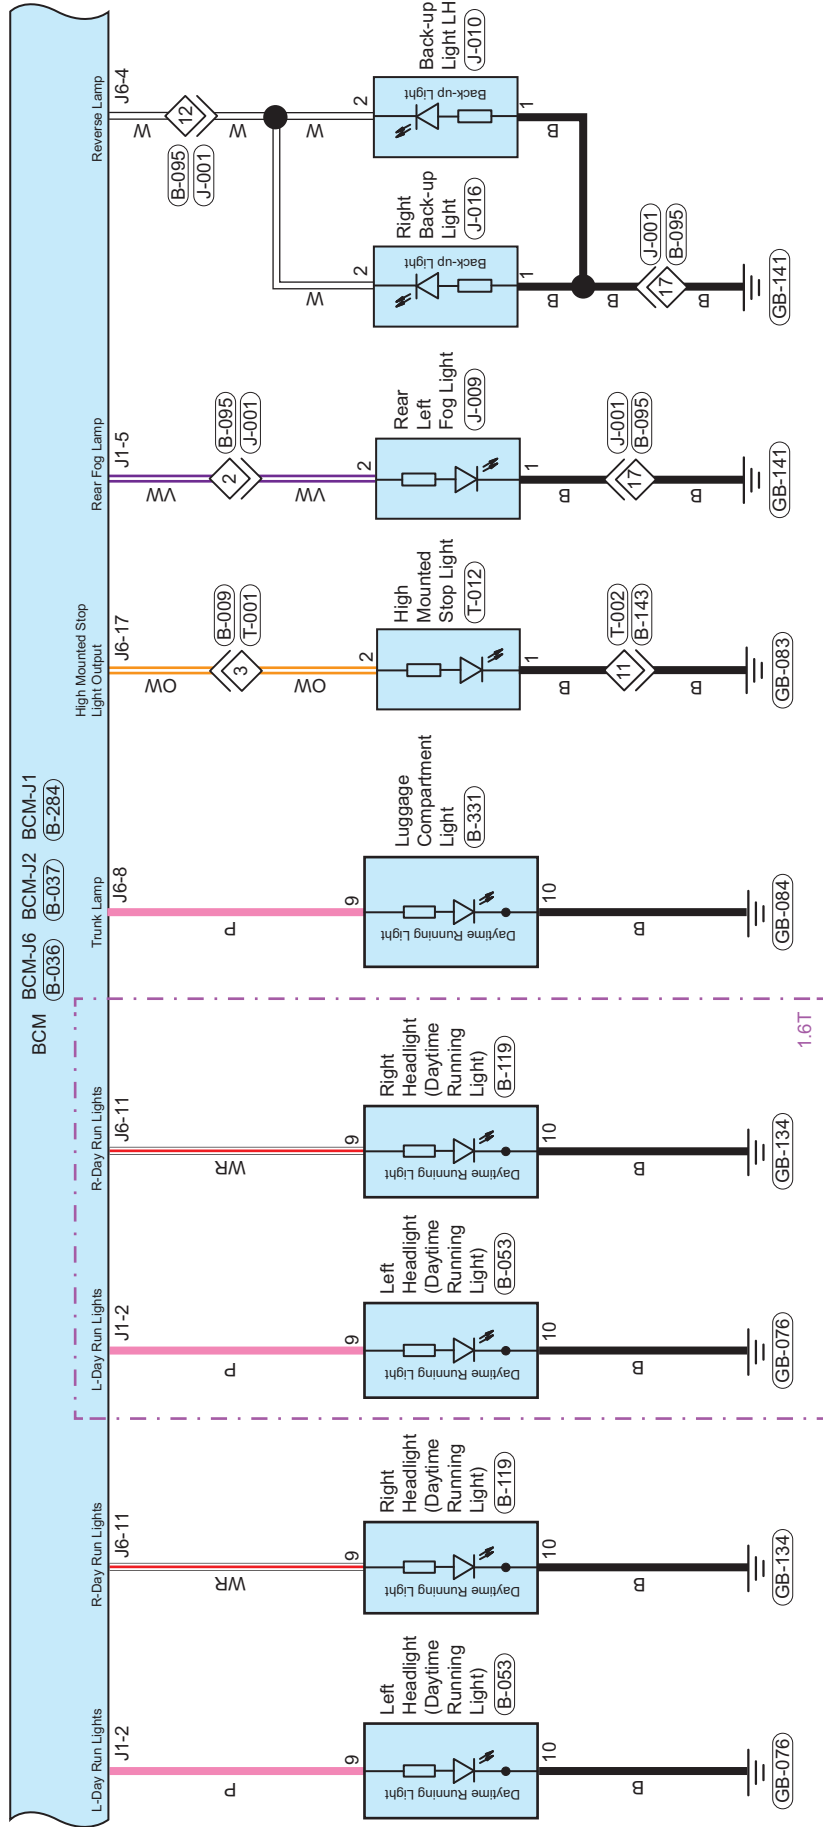 BCM
BCM-J6
B-036
BCM-J2
B-037
BCM-J1
B-284
L-Day Run Lights
J1-2
P
9
Daytime Running Light
Left
Headlight
(Daytime
Running
Light)
B-053
10
B
GB-076
R-Day Run Lights
J6-11
WR
9
Daytime Running Light
Right
Headlight
(Daytime
Running
Light)
B-119
10
B
GB-134
L-Day Run Lights
J1-2
P
9
Daytime Running Light
Left
Headlight
(Daytime
Running
Light)
B-053
10
B
GB-076
R-Day Run Lights
J6-11
WR
9
Daytime Running Light
Right
Headlight
(Daytime
Running
Light)
B-119
10
B
GB-134
1.6T
Trunk Lamp
J6-8
P
9
Daytime Running Light
Luggage
Compartment
Light
B-331
10
B
GB-084
High Mounted Stop
Light Output
J6-17
OW
3
B-009
T-001
OW
2
High
Mounted
Stop Light
T-012
1
B
11
T-002
B-143
B
GB-083
Rear Fog Lamp
J1-5
VW
2
B-095
J-001
VW
2
Rear
Left
Fog Light
J-009
1
B
17
J-001
B-095
B
GB-141
Reverse Lamp
J6-4
W
12
B-095
J-001
W
W
W
2
Back-up Light
Right
Back-up
Light
J-016
1
B
2
Back-up Light
Back-up
Light LH
J-010
1
B
B
17
J-001
B-095
B
GB-141